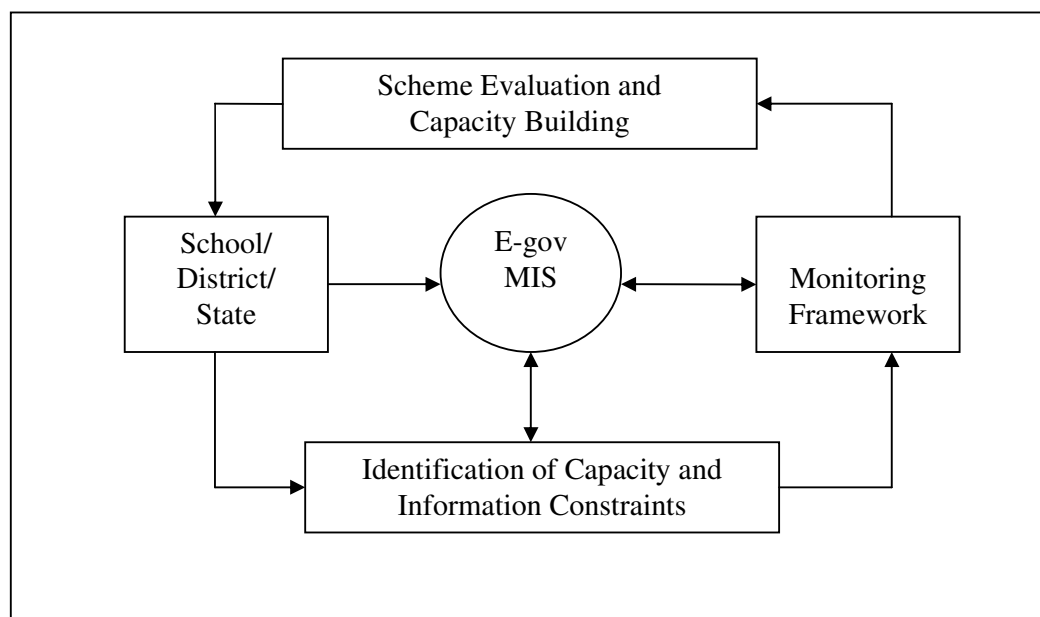 Scheme Evaluation and
Capacity Building
School/
District/
State
E-gov
MIS
Monitoring
Framework
Identification of Capacity and
Information Constraints